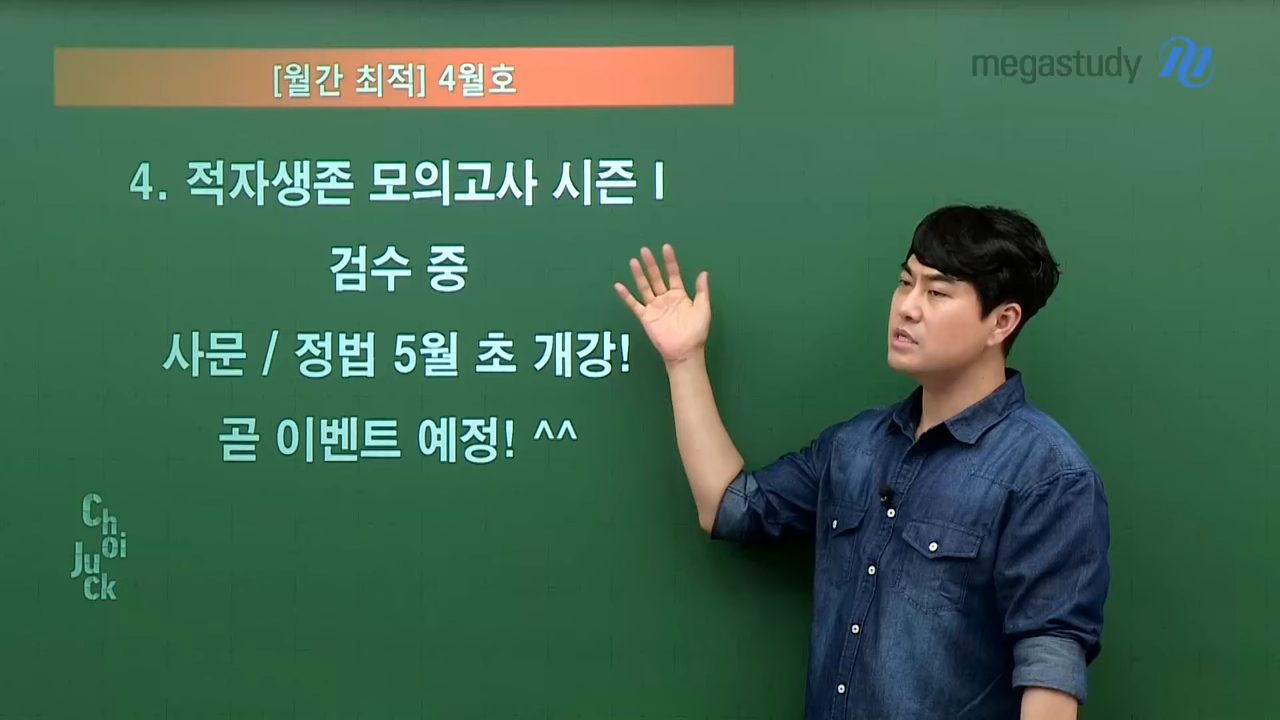 [월간 최적] 4월호
megastudy
4. 적자생존 모의고사 시즌 I
검수 중
사문 / 정법 5월 초 개강!
곧 이벤트 예정! ^^
Choi
Juck